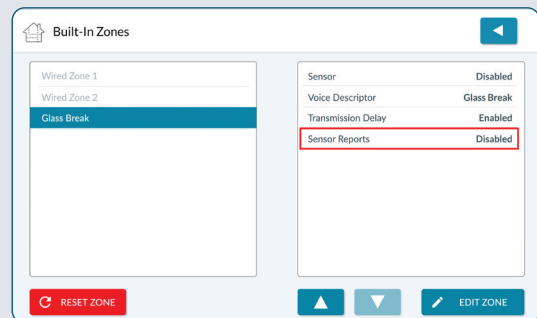 Built-In Zones
Wired Zone 1
Wired Zone 2
Glass Break
Sensor Disabled
Voice Descriptor Glass Break
Transmission Delay Enabled
Sensor Reports Disabled
RESET ZONE
EDIT ZONE